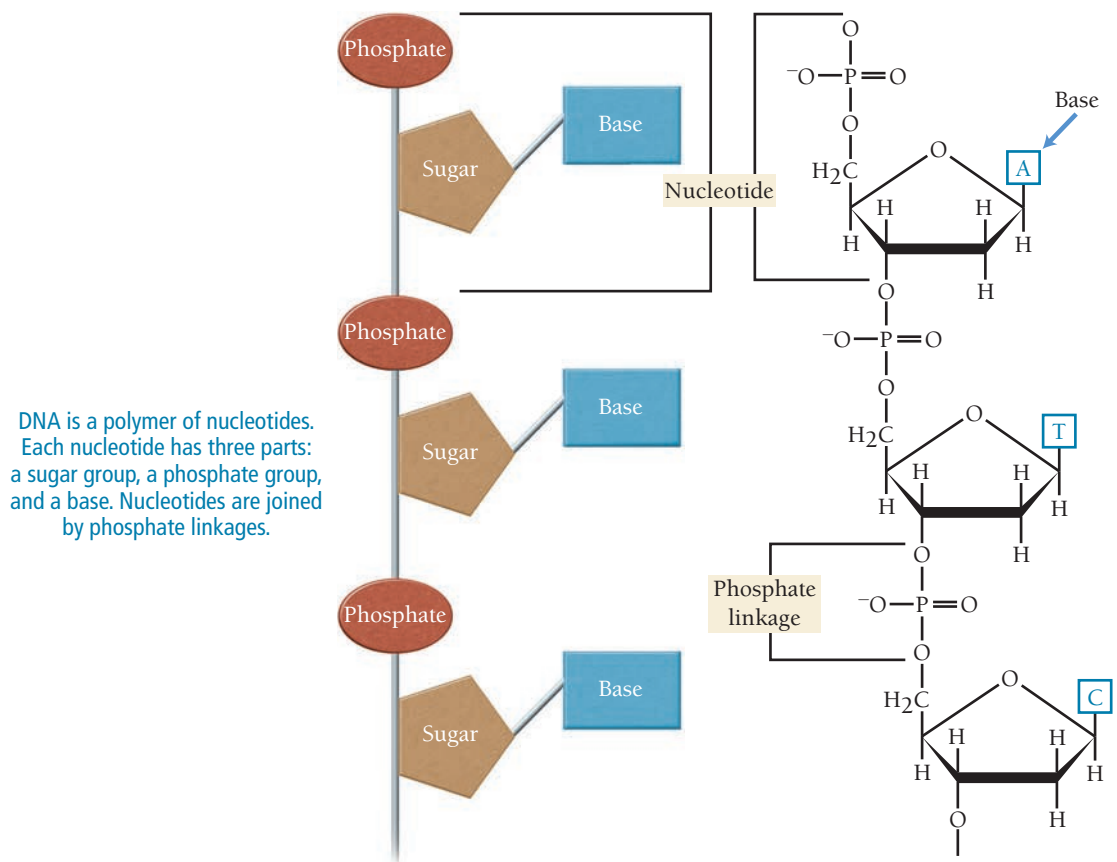 Phosphate
Base
Sugar
Nucleotide
Phosphate
Base
Sugar
DNA is a polymer of nucleotides.
Each nucleotide has three parts:
a sugar group, a phosphate group,
and a base. Nucleotides are joined
by phosphate linkages.
Phosphate
Base
Sugar
O
⁻O—P=O
O
Base
H₂C
O
A
H
H
H
H
H
O
⁻O—P=O
O
H₂C
O
T
H
H
H
H
H
O
Phosphate
linkage
⁻O—P=O
O
H₂C
O
C
H
H
H
H
H
O